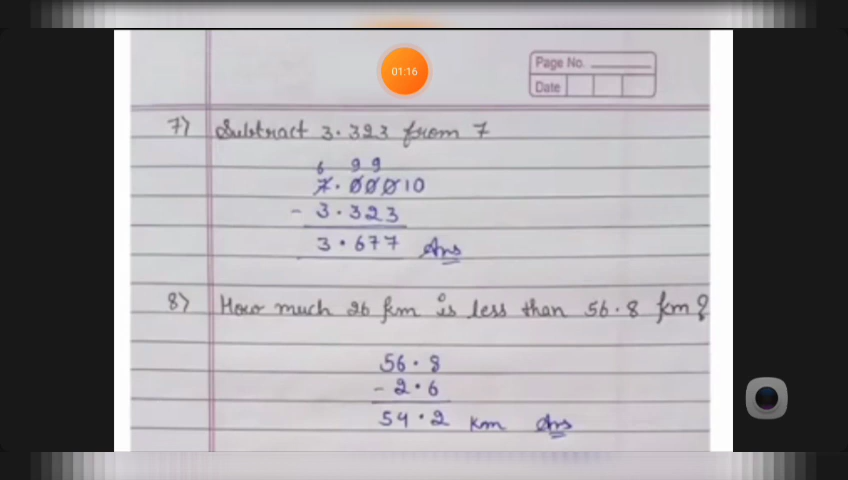 01:16
Page No.
Date
7) Subtract 3.323 from 7
6 9 9
7.00010
- 3.323
3.677 Ans
8) How much 26 km is less than 56.8 km?
56.8
- 2.6
54.2 km Ans